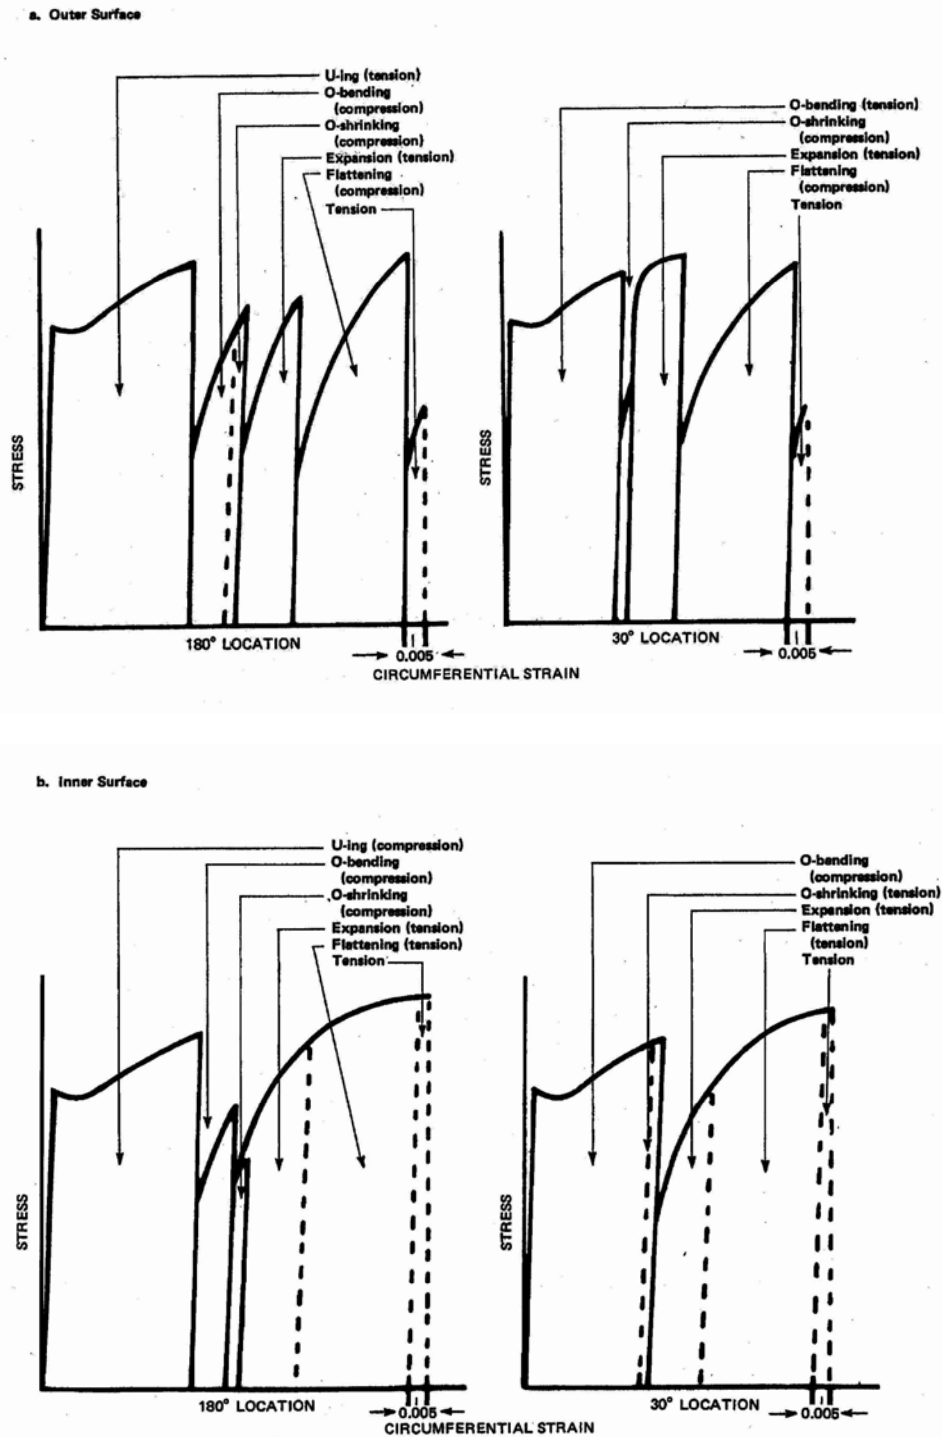 a. Outer Surface
U-ing (tension)
O-bending
(compression)
O-shrinking
(compression)
Expansion (tension)
Flattening
(compression)
Tension
STRESS
180° LOCATION
0.005
O-bending (tension)
O-shrinking
(compression)
Expansion (tension)
Flattening
(compression)
Tension
STRESS
30° LOCATION
0.005
CIRCUMFERENTIAL STRAIN
b. Inner Surface
U-ing (compression)
O-bending
(compression)
O-shrinking
(compression)
Expansion (tension)
Flattening (tension)
Tension
STRESS
180° LOCATION
0.005
O-bending
(compression)
O-shrinking (tension)
Expansion (tension)
Flattening
(tension)
Tension
STRESS
30° LOCATION
0.005
CIRCUMFERENTIAL STRAIN